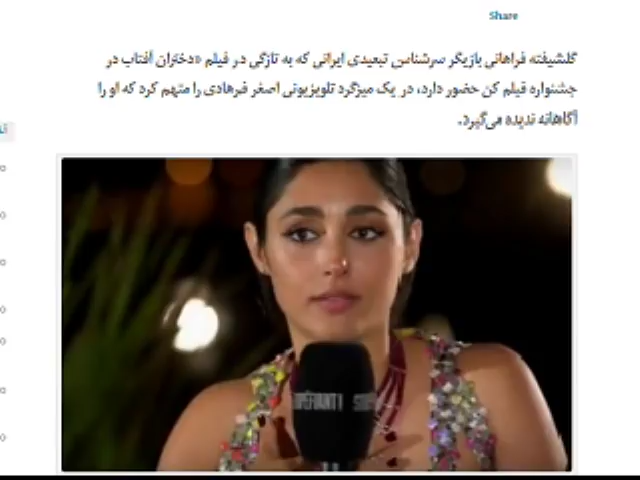 Share
گلشیفته فراهانی بازیگر سرشناس تبعیدی ایرانی که به تازگی در فیلم «دختران آفتاب در
جشنواره فیلم کن حضور دارد، در یک میزگرد تلویزیونی اصغر فرهادی را متهم کرد که او را
آگاهانه ندیده می‌گیرد.